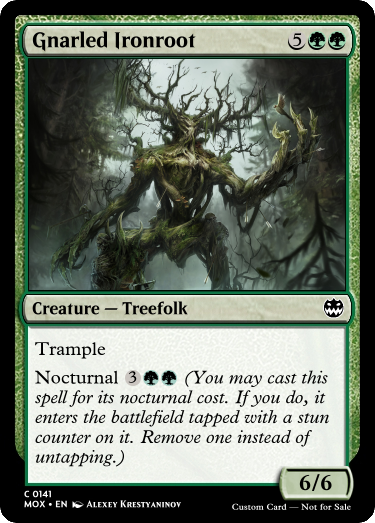 Gnarled Ironroot 5
Creature — Treefolk
Trample
Nocturnal 3 (You may cast this
spell for its nocturnal cost. If you do, it
enters the battlefield tapped with a stun
counter on it. Remove one instead of
untapping.)
6/6
C 0141
MOX • EN Alexey Krestyaninov
Custom Card — Not for Sale